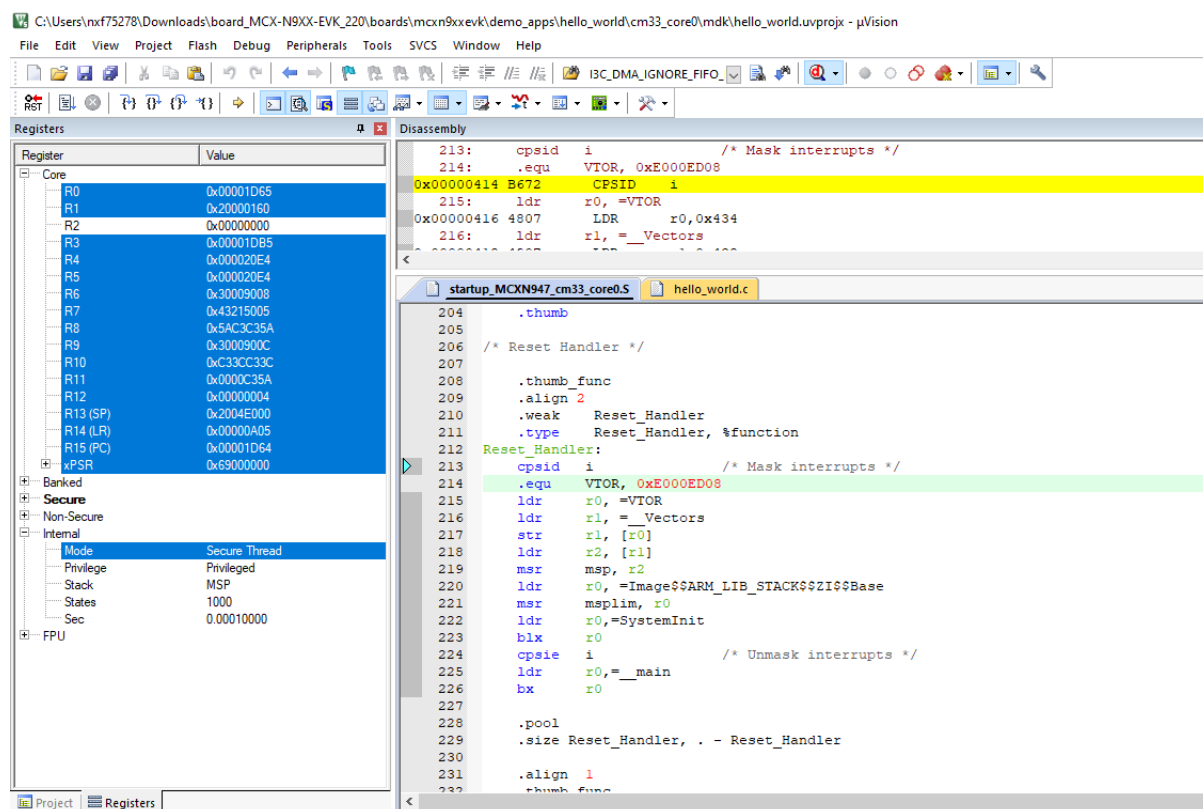 C:\Users\nxf75278\Downloads\board_MCX-N9XX-EVK_220\boards\mcxn9xxevk\demo_apps\hello_world\cm33_core0\mdk\hello_world.uvprojx - µVision
File Edit View Project Flash Debug Peripherals Tools SVCS Window Help
I3C_DMA_IGNORE_FIFO_
RST
Registers
Register Value
Core
R0 0x00001D65
R1 0x20000160
R2 0x00000000
R3 0x00001DB5
R4 0x000020E4
R5 0x000020E4
R6 0x30009008
R7 0x43215005
R8 0x5AC3C35A
R9 0x3000900C
R10 0xC33CC33C
R11 0x0000C35A
R12 0x00000004
R13 (SP) 0x2004E000
R14 (LR) 0x00000A05
R15 (PC) 0x00001D64
xPSR 0x69000000
Banked
Secure
Non-Secure
Internal
Mode Secure Thread
Privilege Privileged
Stack MSP
States 1000
Sec 0.00010000
FPU
Project Registers
Disassembly
213: cpsid i /* Mask interrupts */
214: .equ VTOR, 0xE000ED08
0x00000414 B672 CPSID i
215: ldr r0, =VTOR
0x00000416 4807 LDR r0,0x434
216: ldr r1, =__Vectors
startup_MCXN947_cm33_core0.S hello_world.c
204 .thumb
205
206 /* Reset Handler */
207
208 .thumb_func
209 .align 2
210 .weak Reset_Handler
211 .type Reset_Handler, %function
212 Reset_Handler:
213 cpsid i /* Mask interrupts */
214 .equ VTOR, 0xE000ED08
215 ldr r0, =VTOR
216 ldr r1, =__Vectors
217 str r1, [r0]
218 ldr r2, [r1]
219 msr msp, r2
220 ldr r0, =Image$$ARM_LIB_STACK$$ZI$$Base
221 msr msplim, r0
222 ldr r0,=SystemInit
223 blx r0
224 cpsie i /* Unmask interrupts */
225 ldr r0,=__main
226 bx r0
227
228 .pool
229 .size Reset_Handler, . - Reset_Handler
230
231 .align 1
232 .thumb_func